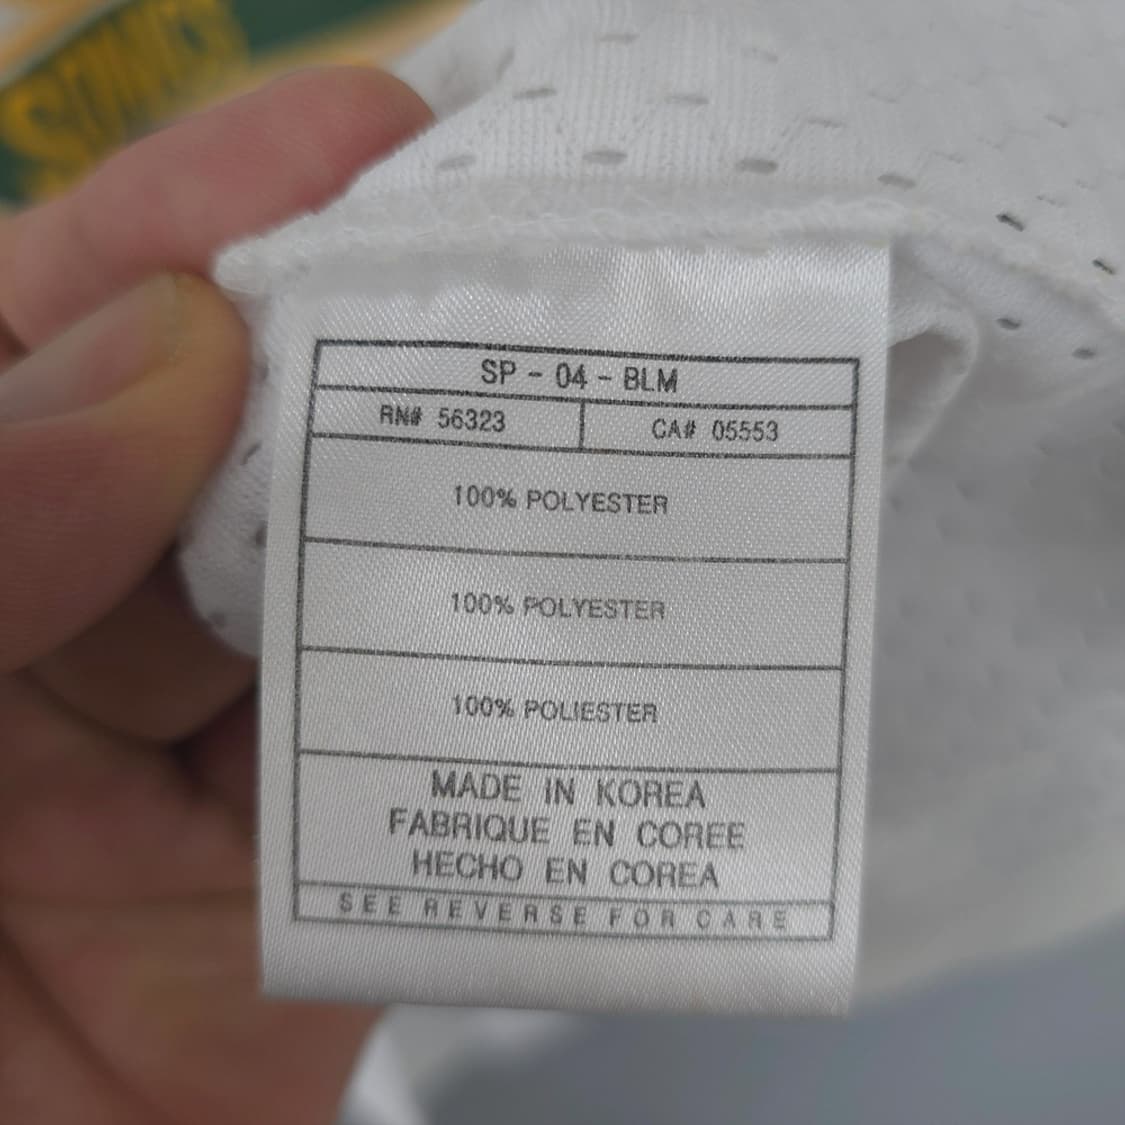 SONICS
SP - 04 - BLM
RN# 56323 CA# 05553
100% POLYESTER
100% POLYESTER
100% POLIESTER
MADE IN KOREA
FABRIQUE EN COREE
HECHO EN COREA
SEE REVERSE FOR CARE